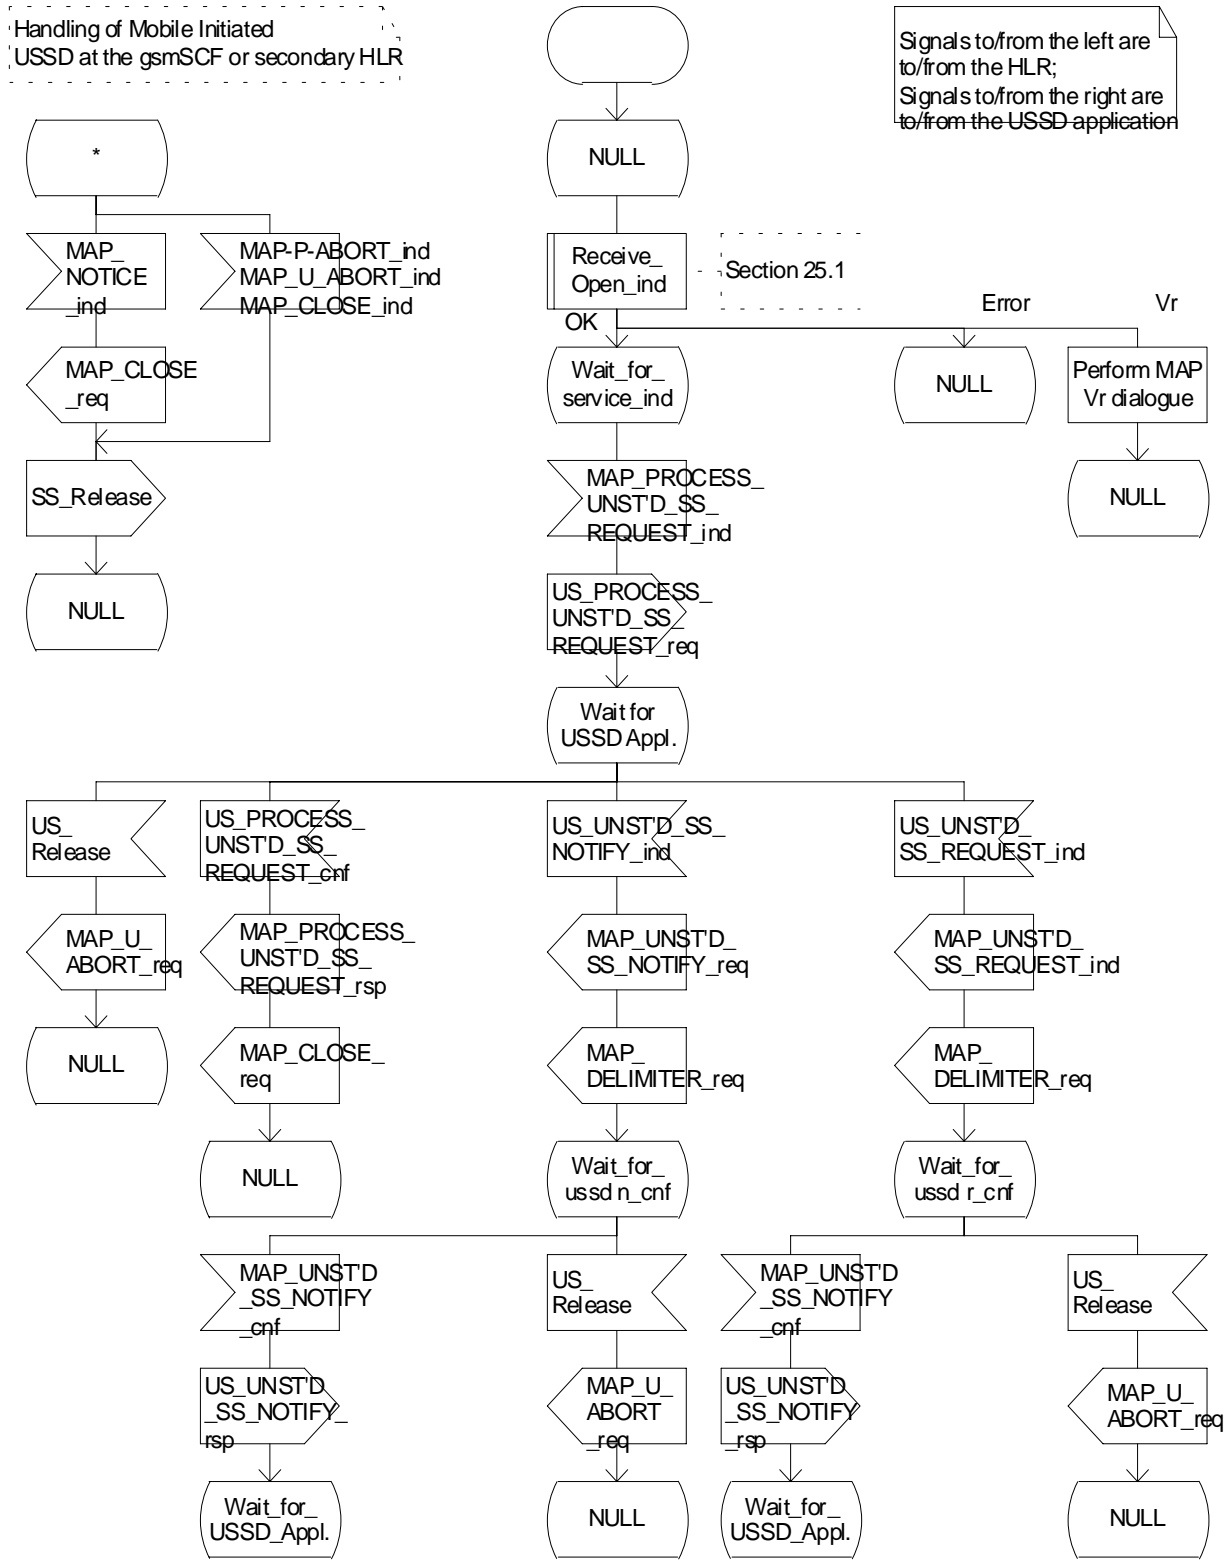 Handling of Mobile Initiated
USSD at the gsmSCF or secondary HLR
Signals to/from the left are
to/from the HLR;
Signals to/from the right are
to/from the USSD application
*
NULL
MAP_
NOTICE
_ind
MAP-P-ABORT_ind
MAP_U_ABORT_ind
MAP_CLOSE_ind
Receive_
Open_ind
Section 25.1
OK
Error
Vr
MAP_CLOSE
_req
Wait_for_
service_ind
NULL
Perform MAP
Vr dialogue
SS_Release
MAP_PROCESS_
UNST'D_SS_
REQUEST_ind
NULL
NULL
US_PROCESS_
UNST'D_SS_
REQUEST_req
Wait for
USSD Appl.
US_
Release
US_PROCESS_
UNST'D_SS_
REQUEST_cnf
US_UNST'D_SS_
NOTIFY_ind
US_UNST'D_
SS_REQUEST_ind
MAP_U_
ABORT_req
MAP_PROCESS_
UNST'D_SS_
REQUEST_rsp
MAP_UNST'D_
SS_NOTIFY_req
MAP_UNST'D_
SS_REQUEST_ind
NULL
MAP_CLOSE_
req
MAP_
DELIMITER_req
MAP_
DELIMITER_req
NULL
Wait_for_
ussd n_cnf
Wait_for_
ussd r_cnf
MAP_UNST'D
_SS_NOTIFY
_cnf
US_
Release
MAP_UNST'D
_SS_NOTIFY
_cnf
US_
Release
US_UNST'D
_SS_NOTIFY_
rsp
MAP_U_
ABORT
_req
US_UNST'D
_SS_NOTIFY
_rsp
MAP_U_
ABORT_req
Wait_for_
USSD_Appl.
NULL
Wait_for_
USSD_Appl.
NULL